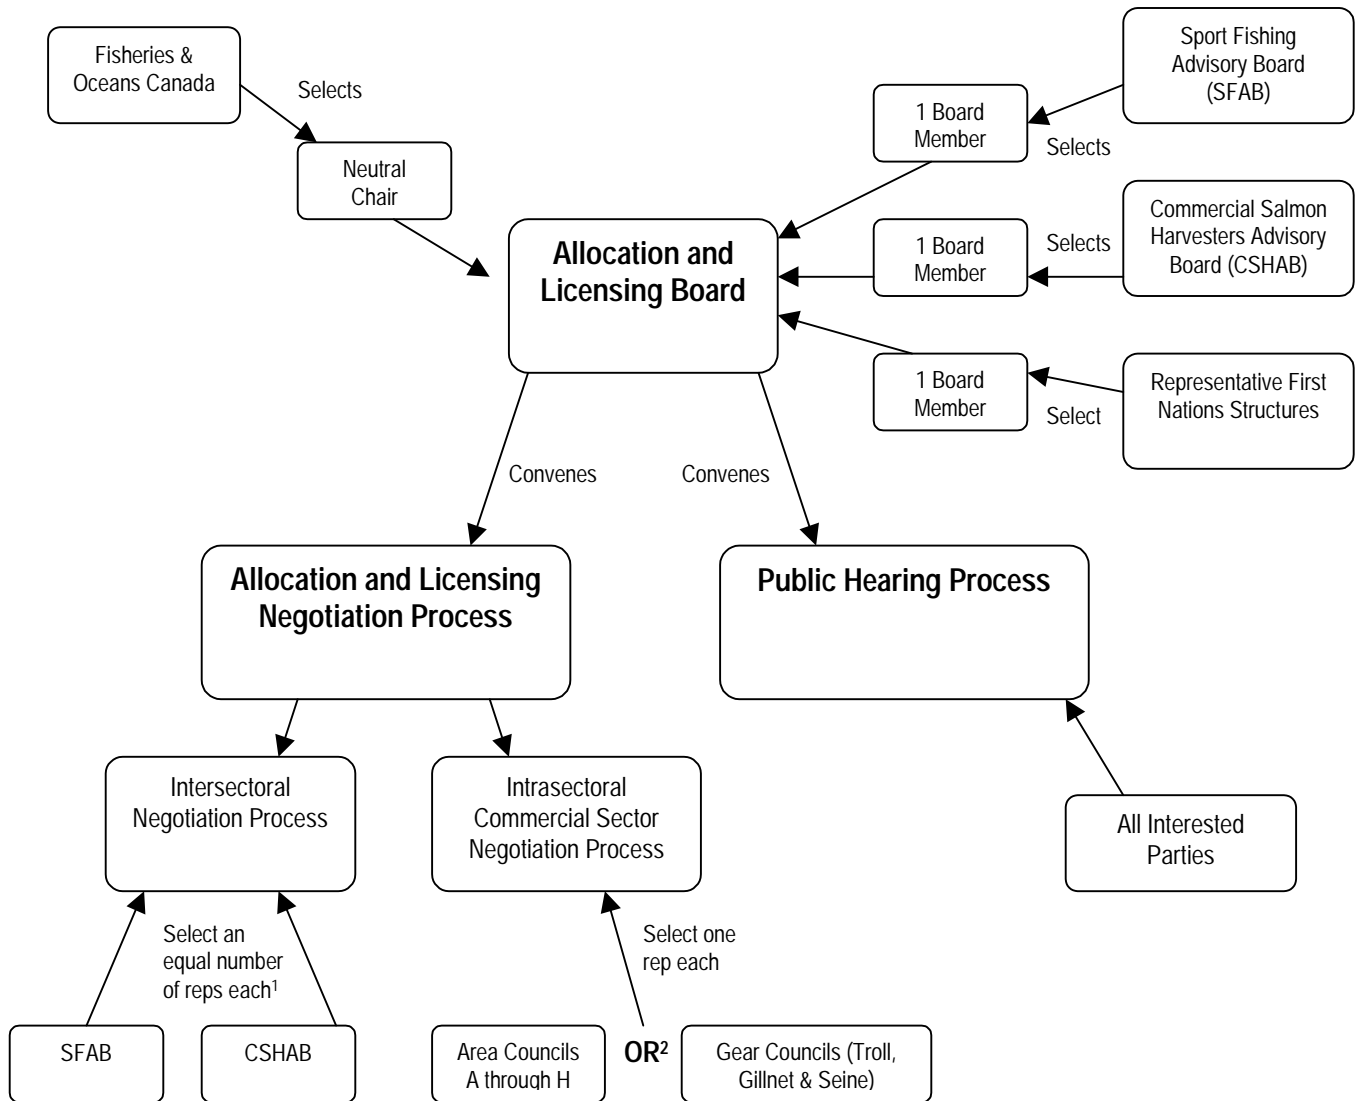 Fisheries &
Oceans Canada
Selects
Neutral
Chair
Sport Fishing
Advisory Board
(SFAB)
1 Board
Member
Selects
Allocation and
Licensing Board
1 Board
Member
Selects
Commercial Salmon
Harvesters Advisory
Board (CSHAB)
1 Board
Member
Select
Representative First
Nations Structures
Convenes
Convenes
Allocation and Licensing
Negotiation Process
Public Hearing Process
Intersectoral
Negotiation Process
Intrasectoral
Commercial Sector
Negotiation Process
All Interested
Parties
Select an
equal number
of reps each¹
Select one
rep each
SFAB
CSHAB
Area Councils
A through H
OR²
Gear Councils (Troll,
Gillnet & Seine)